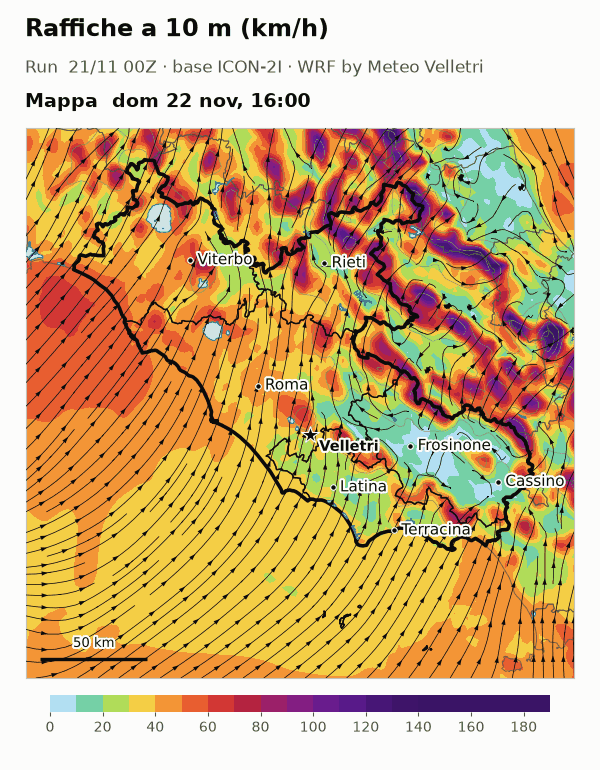 Raffiche a 10 m (km/h)
Run  21/11 00Z · base ICON-2I · WRF by Meteo Velletri
Mappa  dom 22 nov, 16:00
Viterbo
Rieti
Roma
Velletri
Frosinone
Cassino
Latina
Terracina
50 km
0 20 40 60 80 100 120 140 160 180